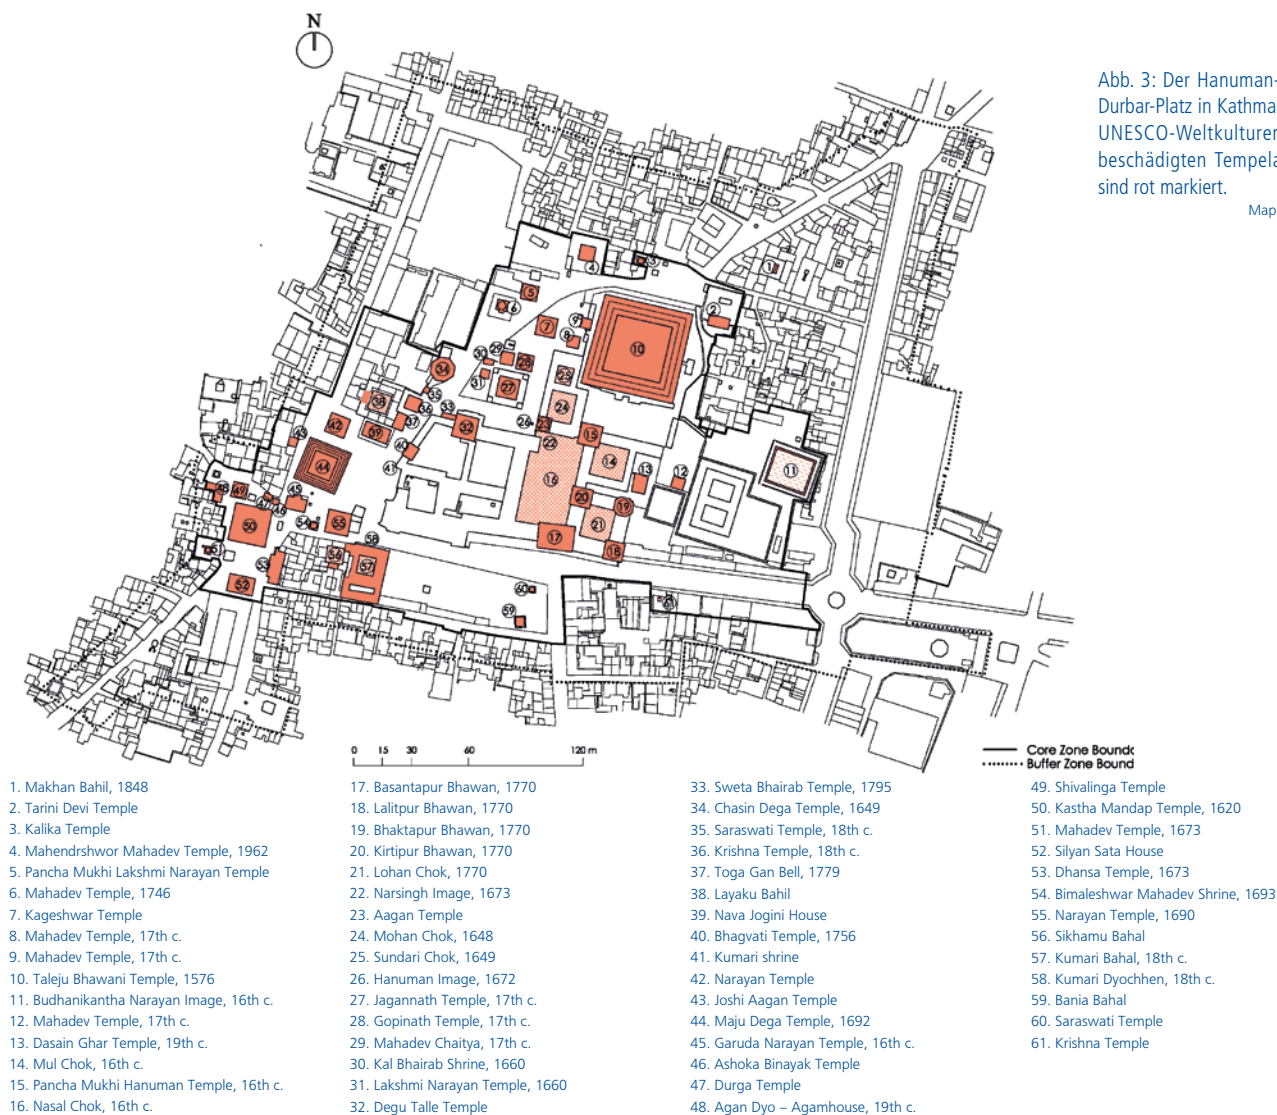 N
Abb. 3: Der Hanuman-
Durbar-Platz in Kathma
UNESCO-Weltkulturer
beschädigten Tempela
sind rot markiert.
Map
0 15 30 60 120 m
Core Zone Bounda
Buffer Zone Bound
1. Makhan Bahil, 1848
2. Tarini Devi Temple
3. Kalika Temple
4. Mahendrshwor Mahadev Temple, 1962
5. Pancha Mukhi Lakshmi Narayan Temple
6. Mahadev Temple, 1746
7. Kageshwar Temple
8. Mahadev Temple, 17th c.
9. Mahadev Temple, 17th c.
10. Taleju Bhawani Temple, 1576
11. Budhanikantha Narayan Image, 16th c.
12. Mahadev Temple, 17th c.
13. Dasain Ghar Temple, 19th c.
14. Mul Chok, 16th c.
15. Pancha Mukhi Hanuman Temple, 16th c.
16. Nasal Chok, 16th c.
17. Basantapur Bhawan, 1770
18. Lalitpur Bhawan, 1770
19. Bhaktapur Bhawan, 1770
20. Kirtipur Bhawan, 1770
21. Lohan Chok, 1770
22. Narsingh Image, 1673
23. Aagan Temple
24. Mohan Chok, 1648
25. Sundari Chok, 1649
26. Hanuman Image, 1672
27. Jagannath Temple, 17th c.
28. Gopinath Temple, 17th c.
29. Mahadev Chaitya, 17th c.
30. Kal Bhairab Shrine, 1660
31. Lakshmi Narayan Temple, 1660
32. Degu Talle Temple
33. Sweta Bhairab Temple, 1795
34. Chasin Dega Temple, 1649
35. Saraswati Temple, 18th c.
36. Krishna Temple, 18th c.
37. Toga Gan Bell, 1779
38. Layaku Bahil
39. Nava Jogini House
40. Bhagvati Temple, 1756
41. Kumari shrine
42. Narayan Temple
43. Joshi Aagan Temple
44. Maju Dega Temple, 1692
45. Garuda Narayan Temple, 16th c.
46. Ashoka Binayak Temple
47. Durga Temple
48. Agan Dyo – Agamhouse, 19th c.
49. Shivalinga Temple
50. Kastha Mandap Temple, 1620
51. Mahadev Temple, 1673
52. Silyan Sata House
53. Dhansa Temple, 1673
54. Bimaleshwar Mahadev Shrine, 1693
55. Narayan Temple, 1690
56. Sikhamu Bahal
57. Kumari Bahal, 18th c.
58. Kumari Dyochhen, 18th c.
59. Bania Bahal
60. Saraswati Temple
61. Krishna Temple